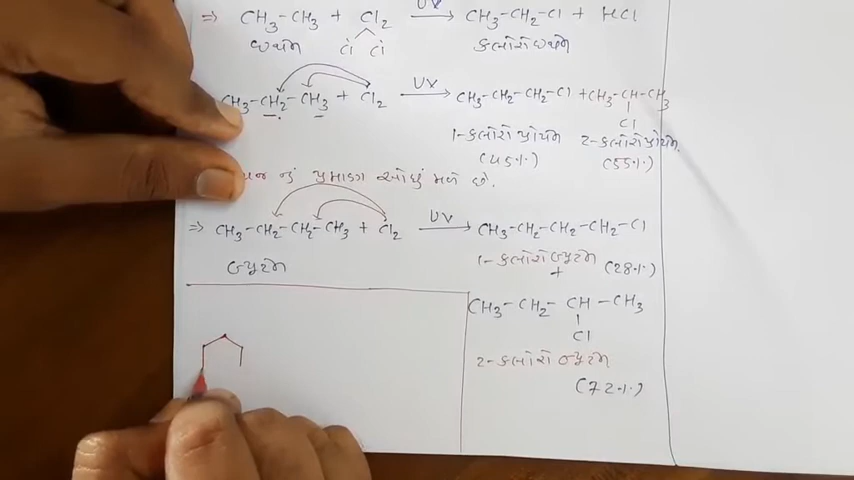 ⇒ CH3-CH3 + Cl2 UV → CH3-CH2-Cl + HCl
ઇથેન Cl Cl ક્લોરોઇથેન
CH3-CH2-CH3 + Cl2 UV → CH3-CH2-CH2-Cl + CH3-CH-CH3
Cl
1-ક્લોરો પ્રોપેન 2-ક્લોરોપ્રોપેન
(45%) (55%)
નું પ્રમાણ ઓછું મળે છે.
⇒ CH3-CH2-CH2-CH3 + Cl2 UV → CH3-CH2-CH2-CH2-Cl
બ્યુટેન 1-ક્લોરોબ્યુટેન (28%)
+
CH3-CH2-CH-CH3
Cl
2-ક્લોરોબ્યુટેન
(72%)